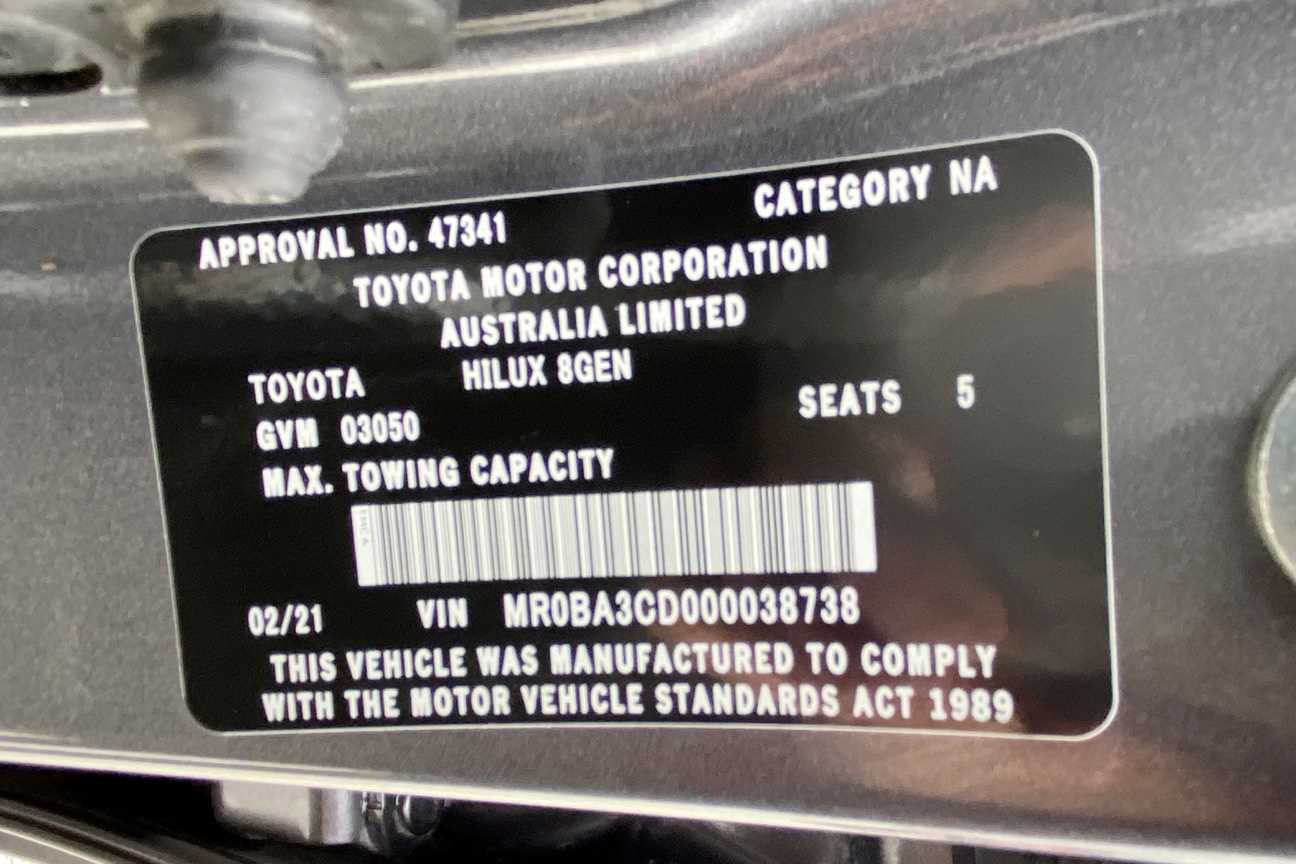 APPROVAL NO. 47341 CATEGORY NA
TOYOTA MOTOR CORPORATION
AUSTRALIA LIMITED
TOYOTA HILUX 8GEN
GVM 03050 SEATS 5
MAX. TOWING CAPACITY
02/21 VIN MR0BA3CD000038738
THIS VEHICLE WAS MANUFACTURED TO COMPLY
WITH THE MOTOR VEHICLE STANDARDS ACT 1989